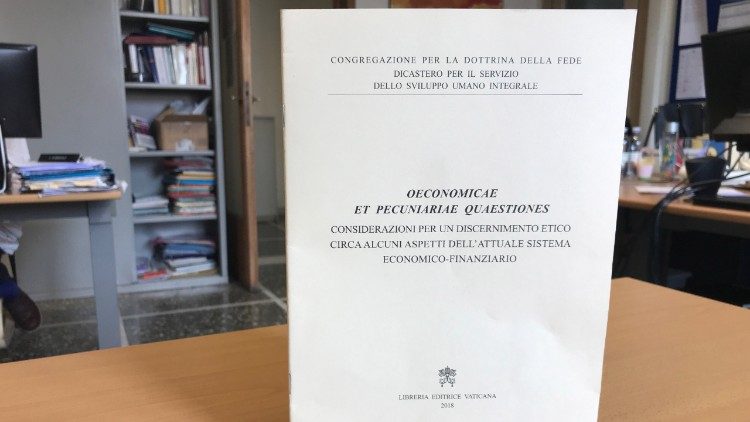 CONGREGAZIONE PER LA DOTTRINA DELLA FEDE
DICASTERO PER IL SERVIZIO
DELLO SVILUPPO UMANO INTEGRALE
OECONOMICAE
ET PECUNIARIAE QUAESTIONES
CONSIDERAZIONI PER UN DISCERNIMENTO ETICO
CIRCA ALCUNI ASPETTI DELL'ATTUALE SISTEMA
ECONOMICO-FINANZIARIO
LIBRERIA EDITRICE VATICANA
2018